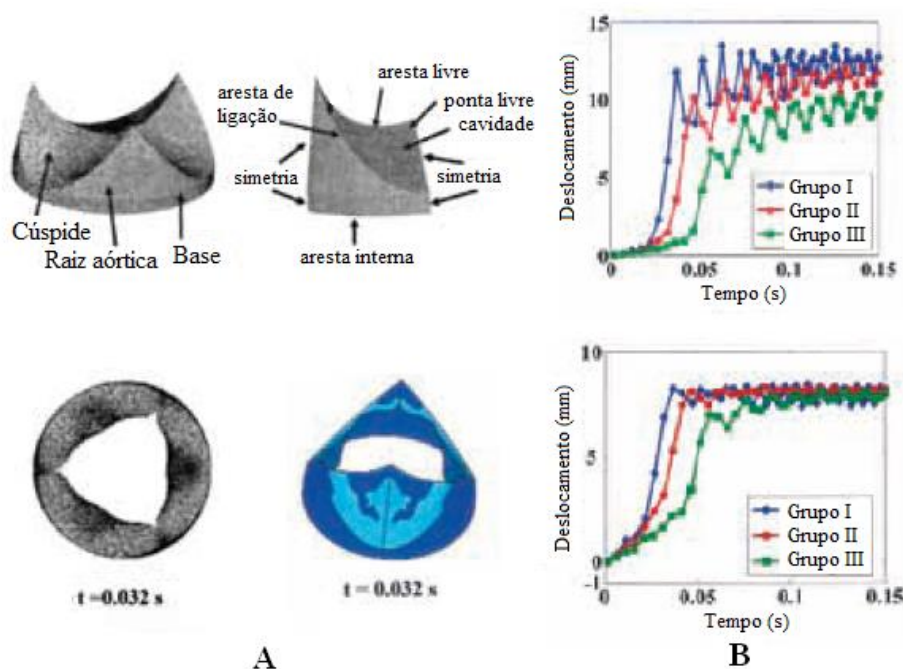 aresta de
ligação
aresta livre
ponta livre
cavidade
simetria
simetria
Cúspide
Raiz aórtica
Base
aresta interna
Deslocamento (mm)
15
10
5
0
0
0.05
0.1
0.15
Tempo (s)
Grupo I
Grupo II
Grupo III
t =0.032 s
t = 0.032 s
Deslocamento (mm)
10
0
-1
0
0.05
0.1
0.15
Tempo (s)
Grupo I
Grupo II
Grupo III
A
B